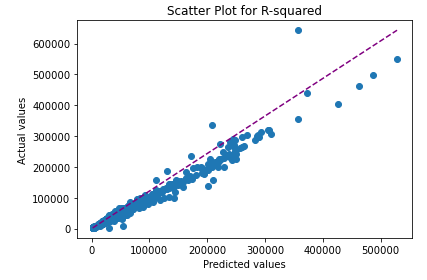 Scatter Plot for R-squared
600000
500000
400000
300000
200000
100000
0
Actual values
0 100000 200000 300000 400000 500000
Predicted values